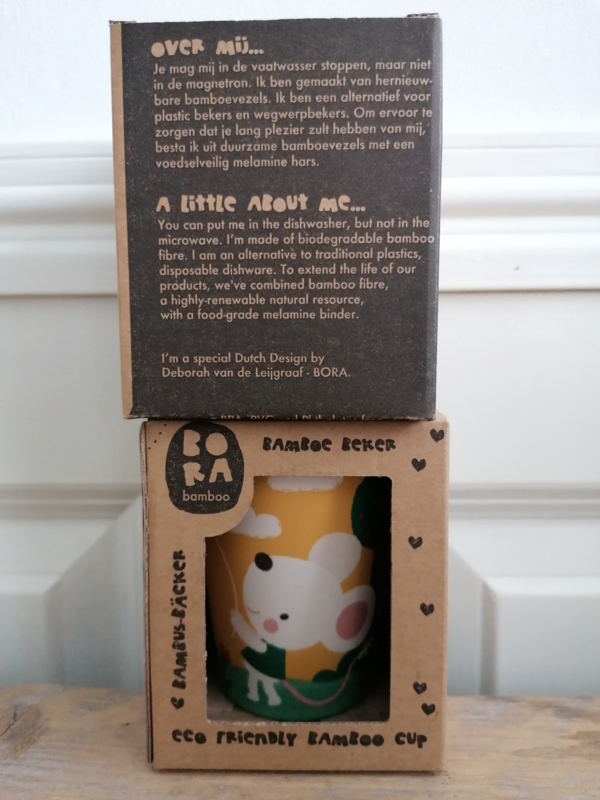 Over mij...
Je mag mij in de vaatwasser stoppen, maar niet
in de magnetron. Ik ben gemaakt van hernieuw-
bare bamboevezels. Ik ben een alternatief voor
plastic bekers en wegwerpbekers. Om ervoor te
zorgen dat je lang plezier zult hebben van mij,
besta ik uit duurzame bamboevezels met een
voedselveilig melamine hars.
A little about me...
You can put me in the dishwasher, but not in the
microwave. I'm made of biodegradable bamboo
fibre. I am an alternative to traditional plastics,
disposable dishware. To extend the life of our
products, we've combined bamboo fibre,
a highly-renewable natural resource,
with a food-grade melamine binder.
I'm a special Dutch Design by
Deborah van de Leijgraaf - BORA.
BO
RA
bamboo
Bamboe Beker
Bambus-Bäcker
eco friendly bamboo cup